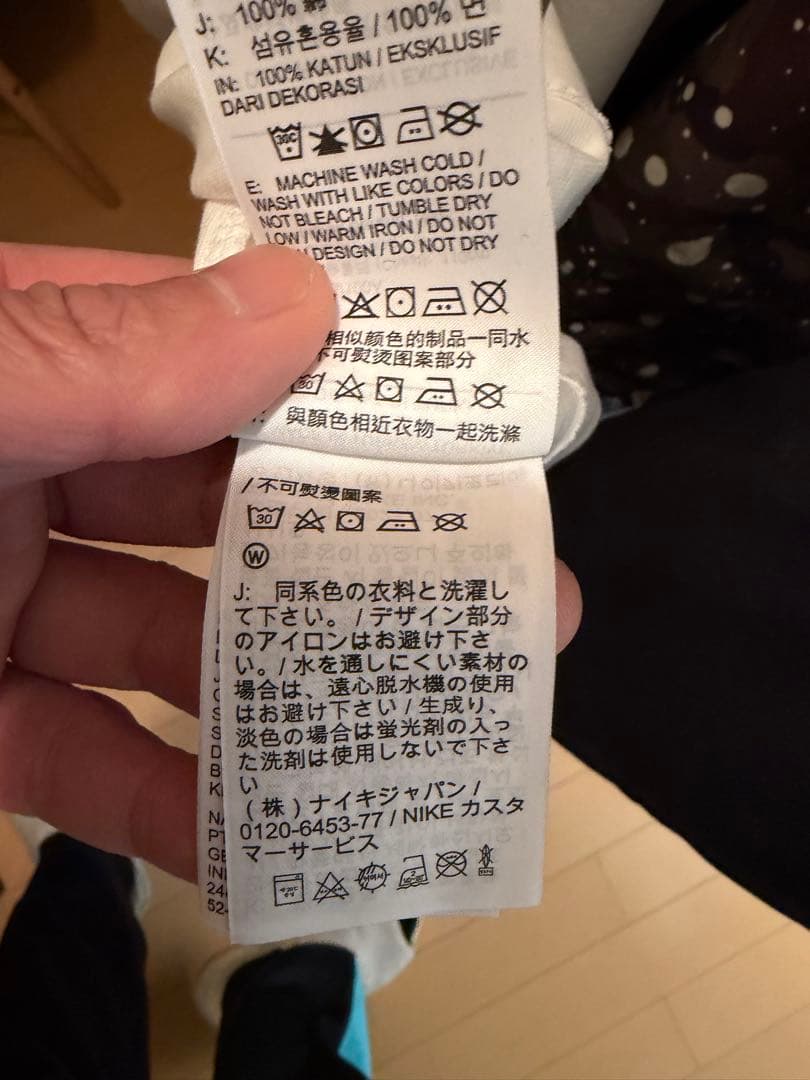 J: 100% 綿
K: 섬유혼용율 / 100% 면
IN: 100% KATUN / EKSKLUSIF
DARI DEKORASI
30C
E: MACHINE WASH COLD /
WASH WITH LIKE COLORS / DO
NOT BLEACH / TUMBLE DRY
LOW / WARM IRON / DO NOT
DESIGN / DO NOT DRY
相似颜色的制品一同水
不可熨烫图案部分
30
與顏色相近衣物一起洗滌
/ 不可熨燙圖案
30
W
J: 同系色の衣料と洗濯し
て下さい。 / デザイン部分
のアイロンはお避け下さ
い。/ 水を通しにくい素材の
場合は、遠心脱水機の使用
はお避け下さい / 生成り、
淡色の場合は蛍光剤の入っ
た洗剤は使用しないで下さ
い
(株) ナイキジャパン /
0120-6453-77 / NIKE カスタ
マーサービス